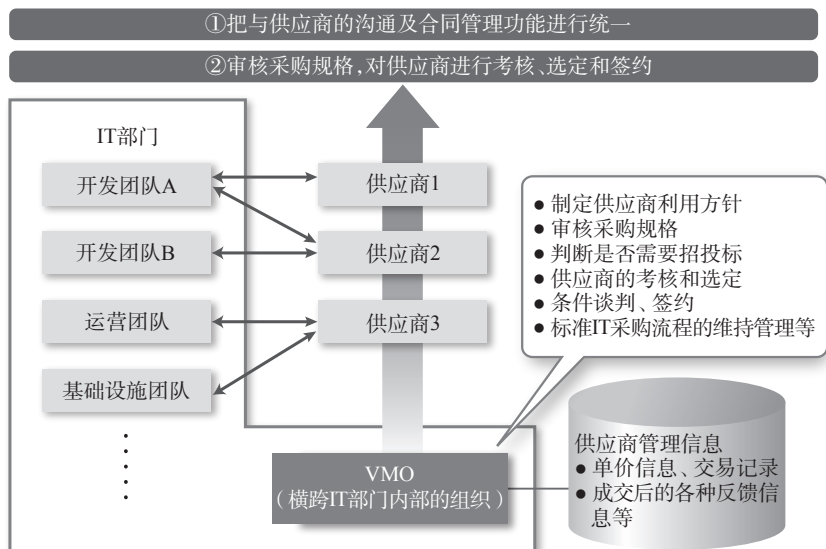 ①把与供应商的沟通及合同管理功能进行统一
②审核采购规格，对供应商进行考核、选定和签约
IT部门
开发团队A
开发团队B
运营团队
基础设施团队
供应商1
供应商2
供应商3
● 制定供应商利用方针
● 审核采购规格
● 判断是否需要招投标
● 供应商的考核和选定
● 条件谈判、签约
● 标准IT采购流程的维持管理等
VMO
（横跨IT部门内部的组织）
供应商管理信息
● 单价信息、交易记录
● 成交后的各种反馈信
息等